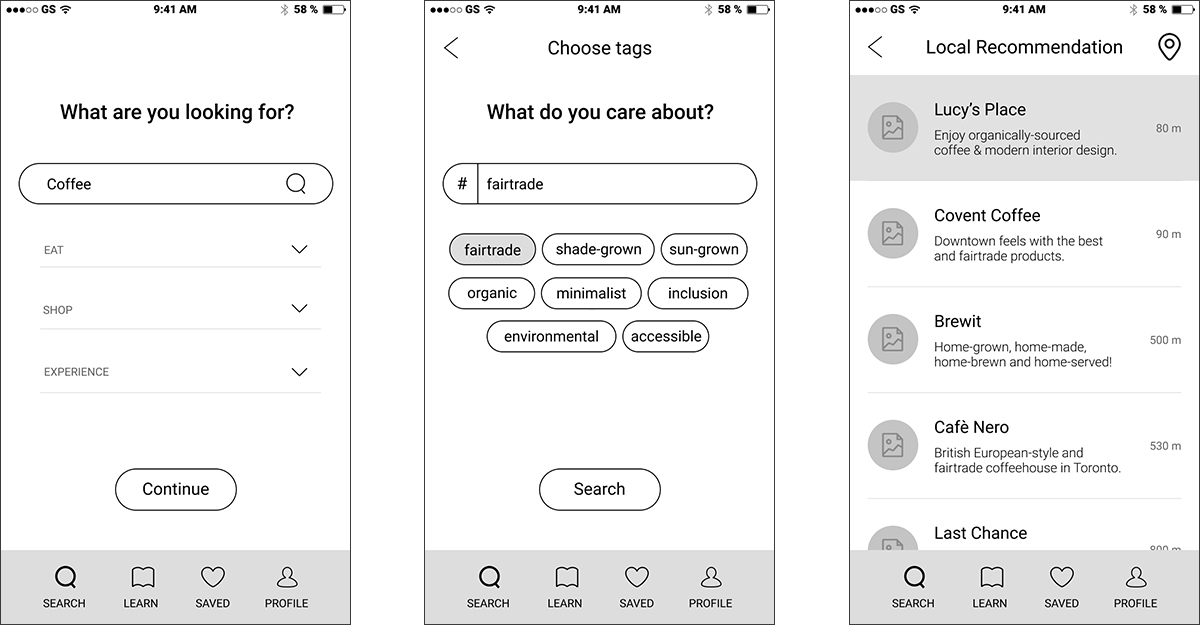 GS 9:41 AM 58 %
What are you looking for?
Coffee
EAT
SHOP
EXPERIENCE
Continue
SEARCH LEARN SAVED PROFILE
GS 9:41 AM 58 %
Choose tags
What do you care about?
# fairtrade
fairtrade shade-grown sun-grown
organic minimalist inclusion
environmental accessible
Search
SEARCH LEARN SAVED PROFILE
GS 9:41 AM 58 %
Local Recommendation
Lucy's Place
Enjoy organically-sourced 80 m
coffee & modern interior design.
Covent Coffee
Downtown feels with the best 90 m
and fairtrade products.
Brewit
Home-grown, home-made, 500 m
home-brewn and home-served!
Cafè Nero
British European-style and 530 m
fairtrade coffeehouse in Toronto.
Last Chance
SEARCH LEARN SAVED PROFILE